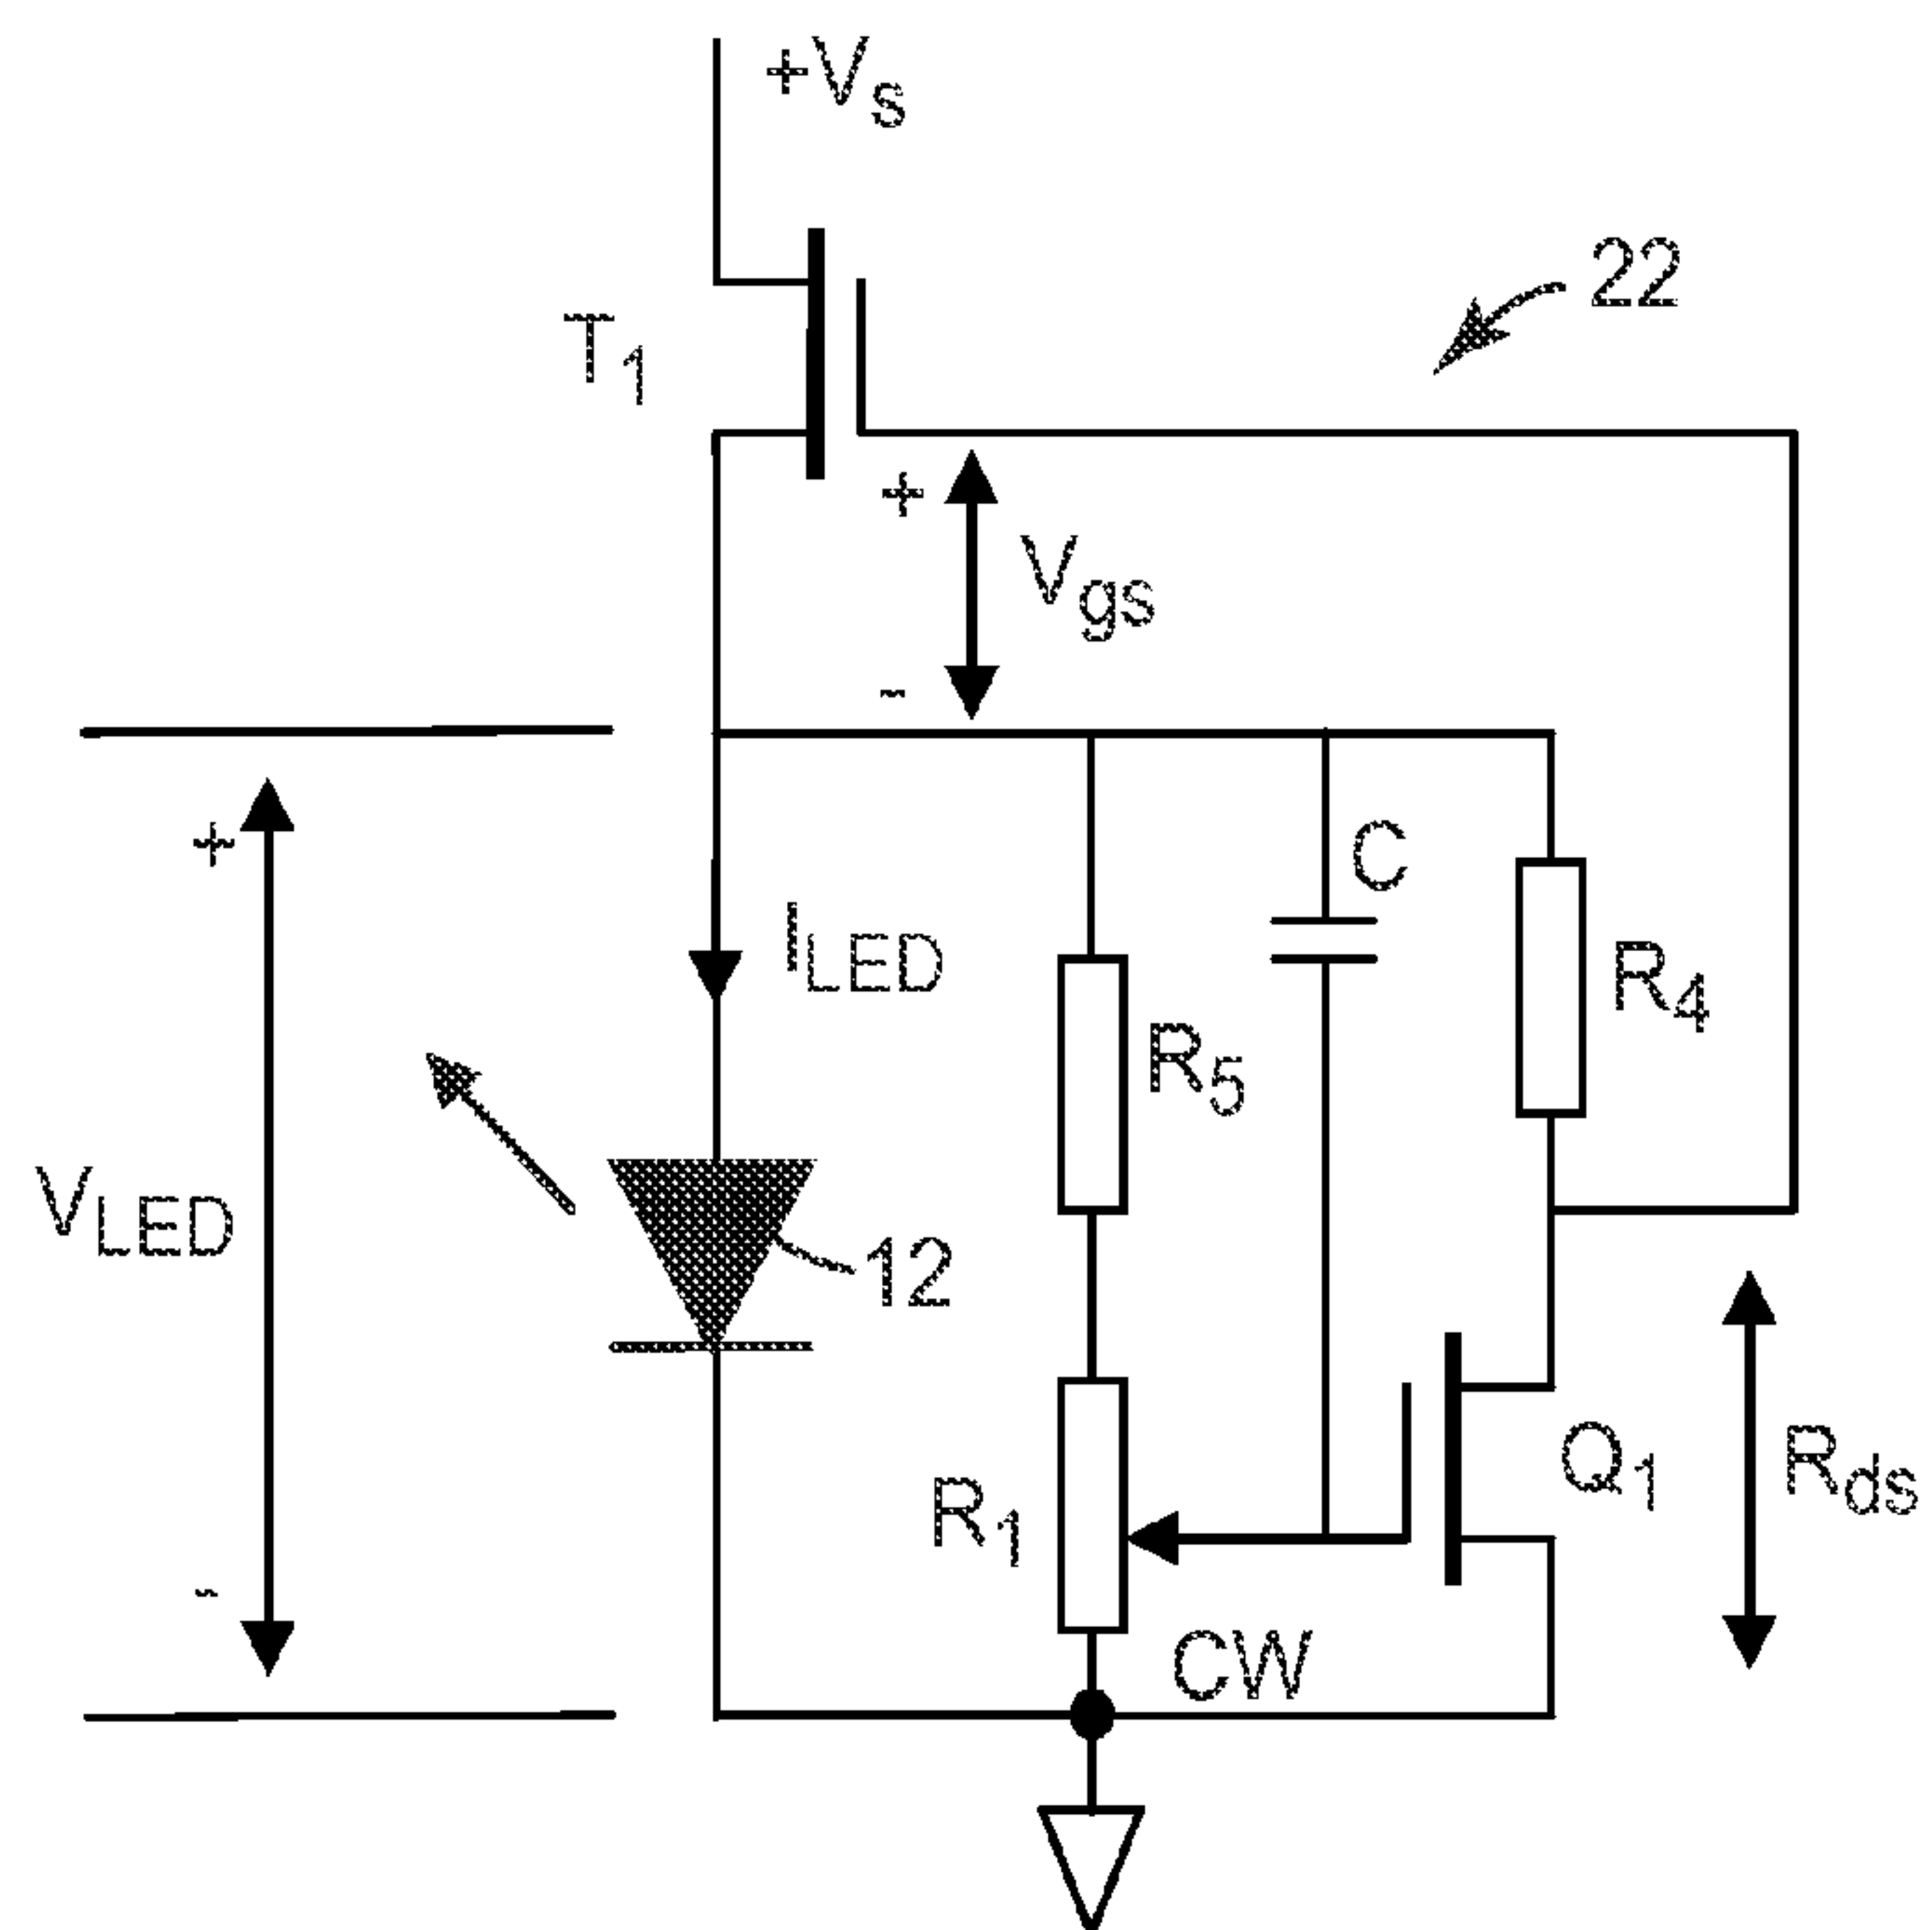 +Vs
22
T1
+
Vgs
-
+
C
ILED
R4
R5
VLED
12
R1
Q1
Rds
-
CW